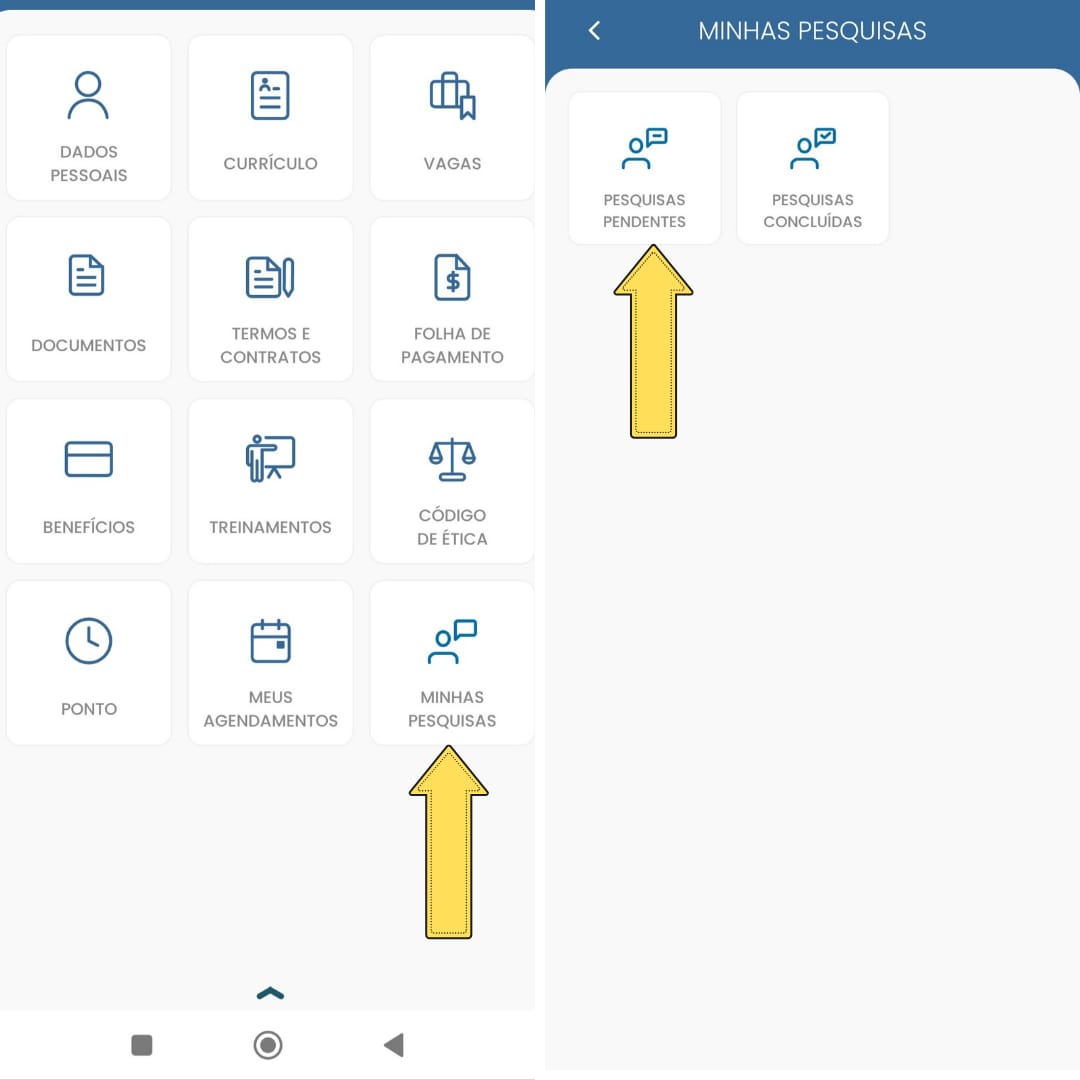 DADOS
PESSOAIS
CURRÍCULO
VAGAS
DOCUMENTOS
TERMOS E
CONTRATOS
FOLHA DE
PAGAMENTO
BENEFÍCIOS
TREINAMENTOS
CÓDIGO
DE ÉTICA
PONTO
MEUS
AGENDAMENTOS
MINHAS
PESQUISAS
MINHAS PESQUISAS
PESQUISAS
PENDENTES
PESQUISAS
CONCLUÍDAS